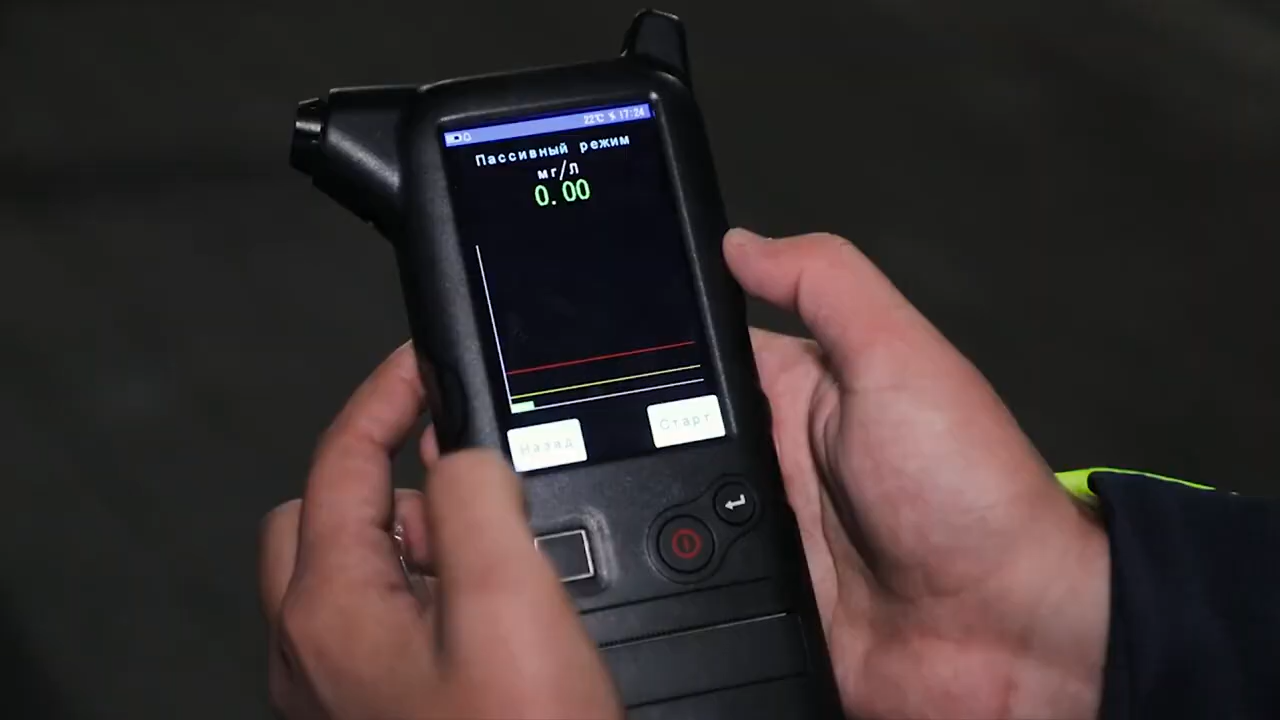 22℃ 17:24
Пассивный режим
мг/л
0.00
Назад
Старт